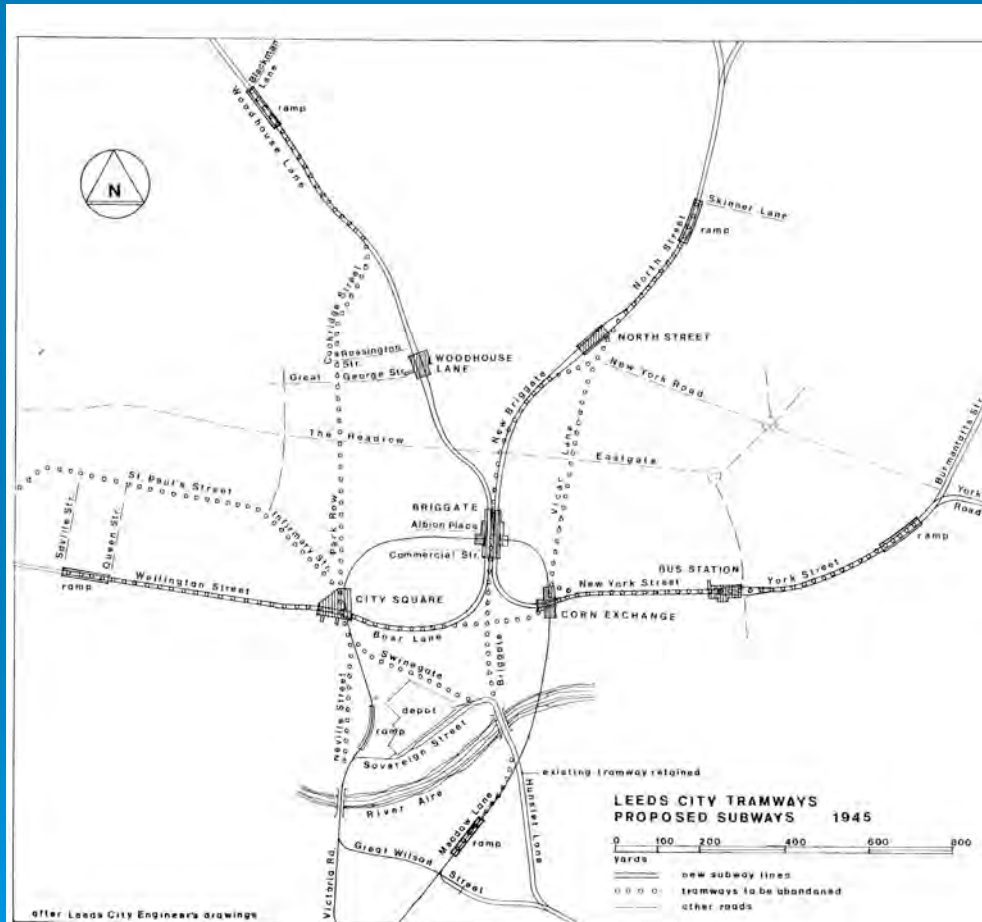 Blackman
Lane
ramp
Woodhouse Lane
N
Skinner Lane
ramp
North Street
Cookridge Street
NORTH STREET
Rossington
Str.
WOODHOUSE
LANE
Great George Str.
New York Road
New Briggate
The Headrow
Eastgate
Vicar Lane
Burmantofts Str.
York
Road
St. Paul's Street
Saville Str.
Queen Str.
Infirmary Str.
Park Row
BRIGGATE
Albion Place
Commercial Str.
ramp
BUS STATION
ramp
Wellington Street
CITY SQUARE
New York Street
York Street
CORN EXCHANGE
Boar Lane
Swinegate
Briggate
Neville Street
depot
ramp
Sovereign Street
River Aire
existing tramway retained
Meadow Lane
Hunslet Lane
ramp
Great Wilson
Street
Victoria Rd.
LEEDS CITY TRAMWAYS
PROPOSED SUBWAYS 1945
0 200 400 600 800
yards
new subway lines
tramways to be abandoned
other roads
after Leeds City Engineer's drawings